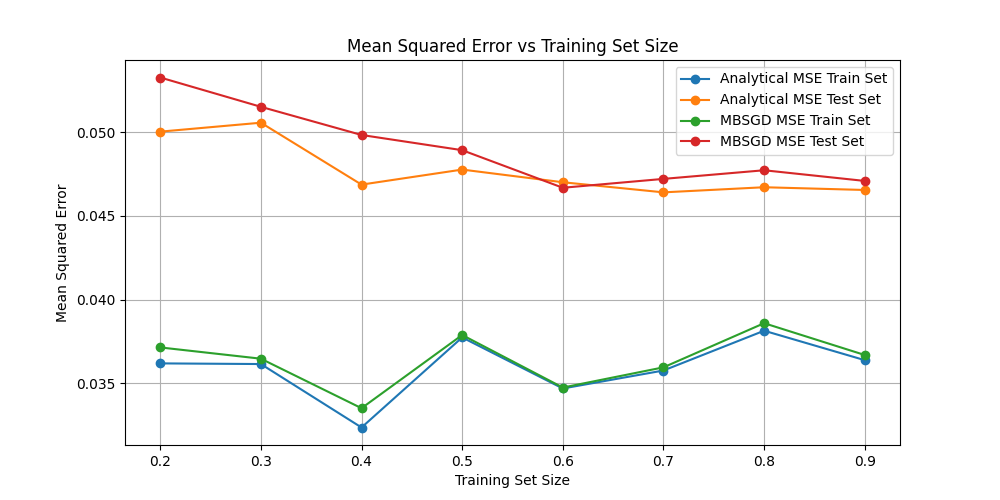 Mean Squared Error vs Training Set Size
Analytical MSE Train Set
Analytical MSE Test Set
MBSGD MSE Train Set
MBSGD MSE Test Set
Mean Squared Error
0.050
0.045
0.040
0.035
0.2 0.3 0.4 0.5 0.6 0.7 0.8 0.9
Training Set Size